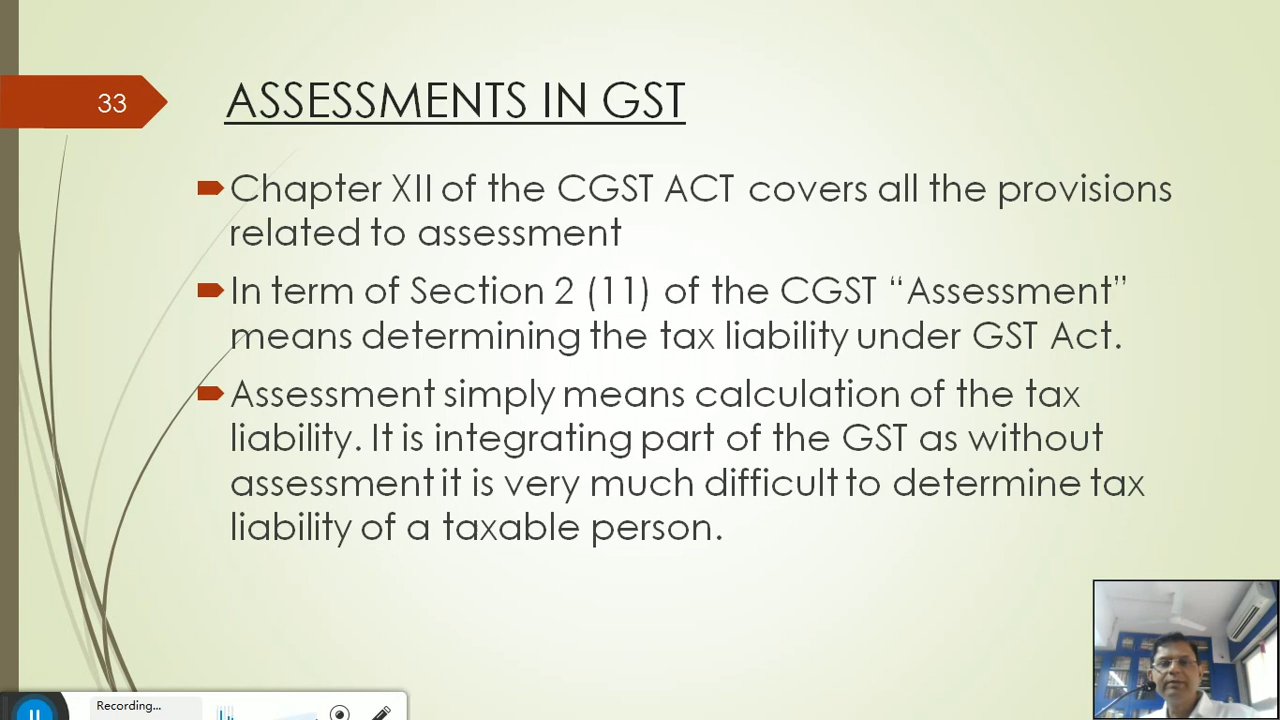 33
ASSESSMENTS IN GST
Chapter XII of the CGST ACT covers all the provisions
related to assessment
In term of Section 2 (11) of the CGST “Assessment”
means determining the tax liability under GST Act.
Assessment simply means calculation of the tax
liability. It is integrating part of the GST as without
assessment it is very much difficult to determine tax
liability of a taxable person.
Recording...